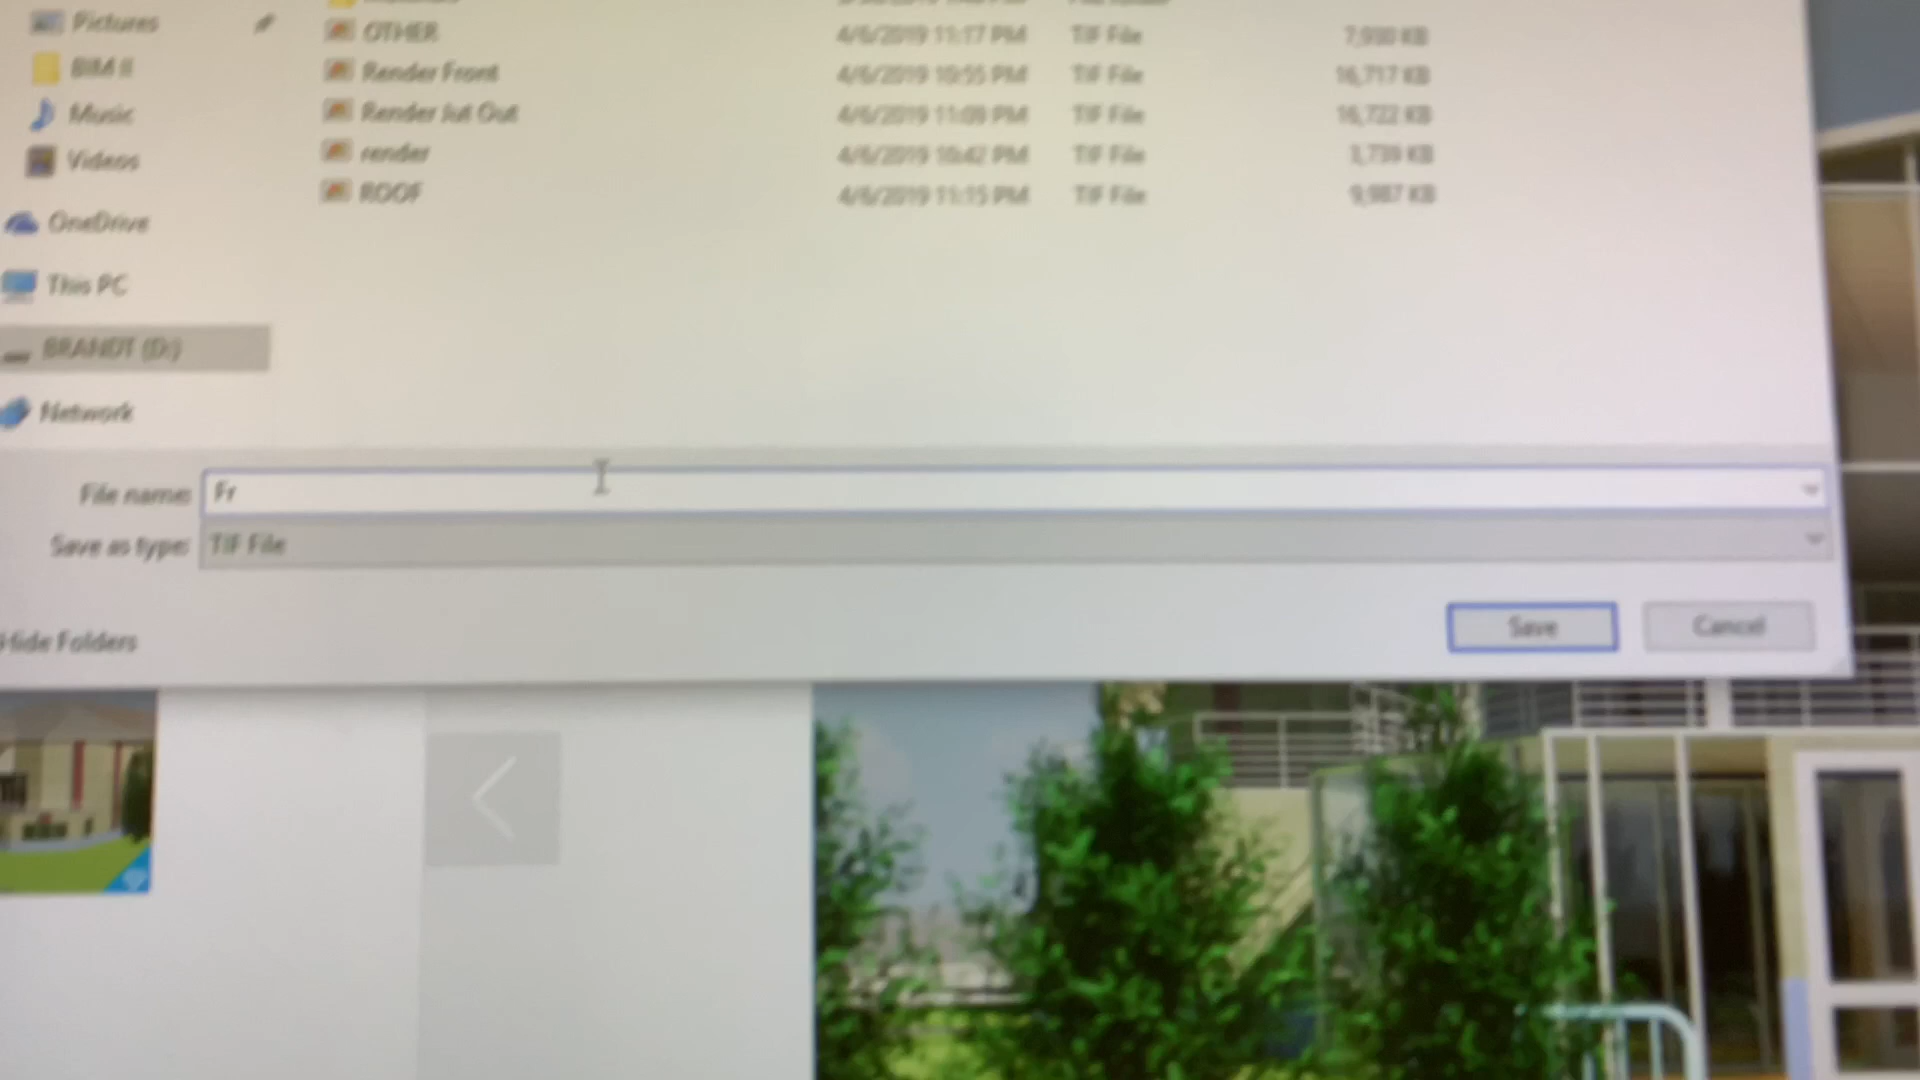 Pictures
BIM II
Music
Videos
OneDrive
This PC
BRANDT (D:)
Network
OTHER 4/6/2019 11:17 PM TIF File 7,930 KB
Render Front 4/6/2019 10:55 PM TIF File 16,717 KB
Render Jut Out 4/6/2019 11:09 PM TIF File 16,722 KB
render 4/6/2019 10:42 PM TIF File 3,739 KB
ROOF 4/6/2019 11:15 PM TIF File 9,987 KB
File name: Fr
Save as type: TIF File
Hide Folders
Save Cancel